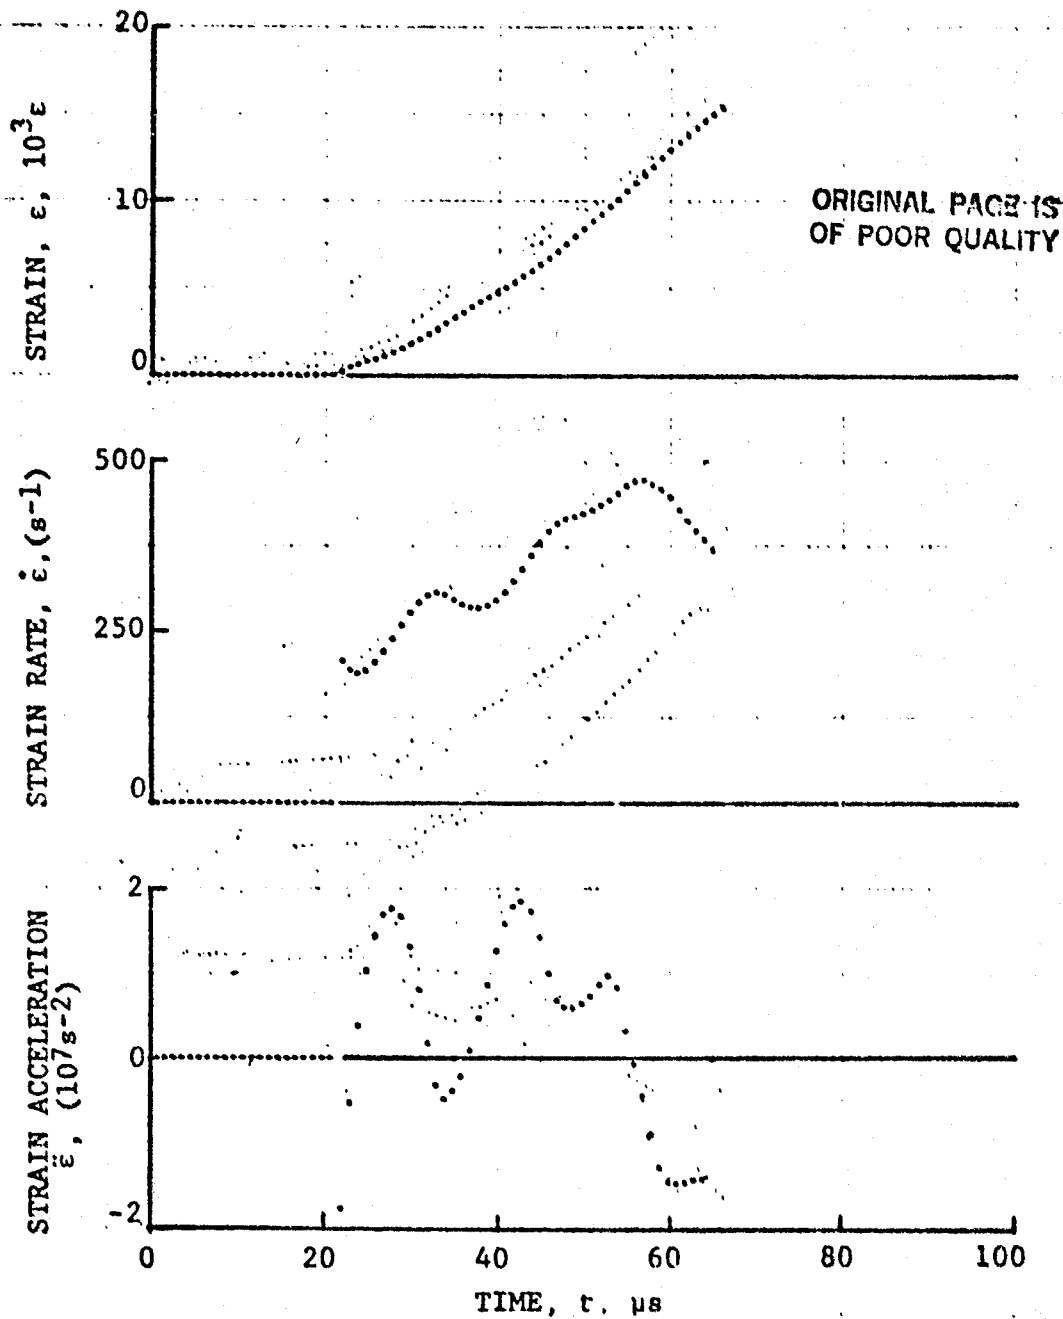 20
10
0
STRAIN, ε, 10³ε
ORIGINAL PAGE IS
OF POOR QUALITY
500
250
0
STRAIN RATE, ε̇,(s-1)
2
0
-2
STRAIN ACCELERATION
ε̈, (10⁷s-2)
0 20 40 60 80 100
TIME, t, µs